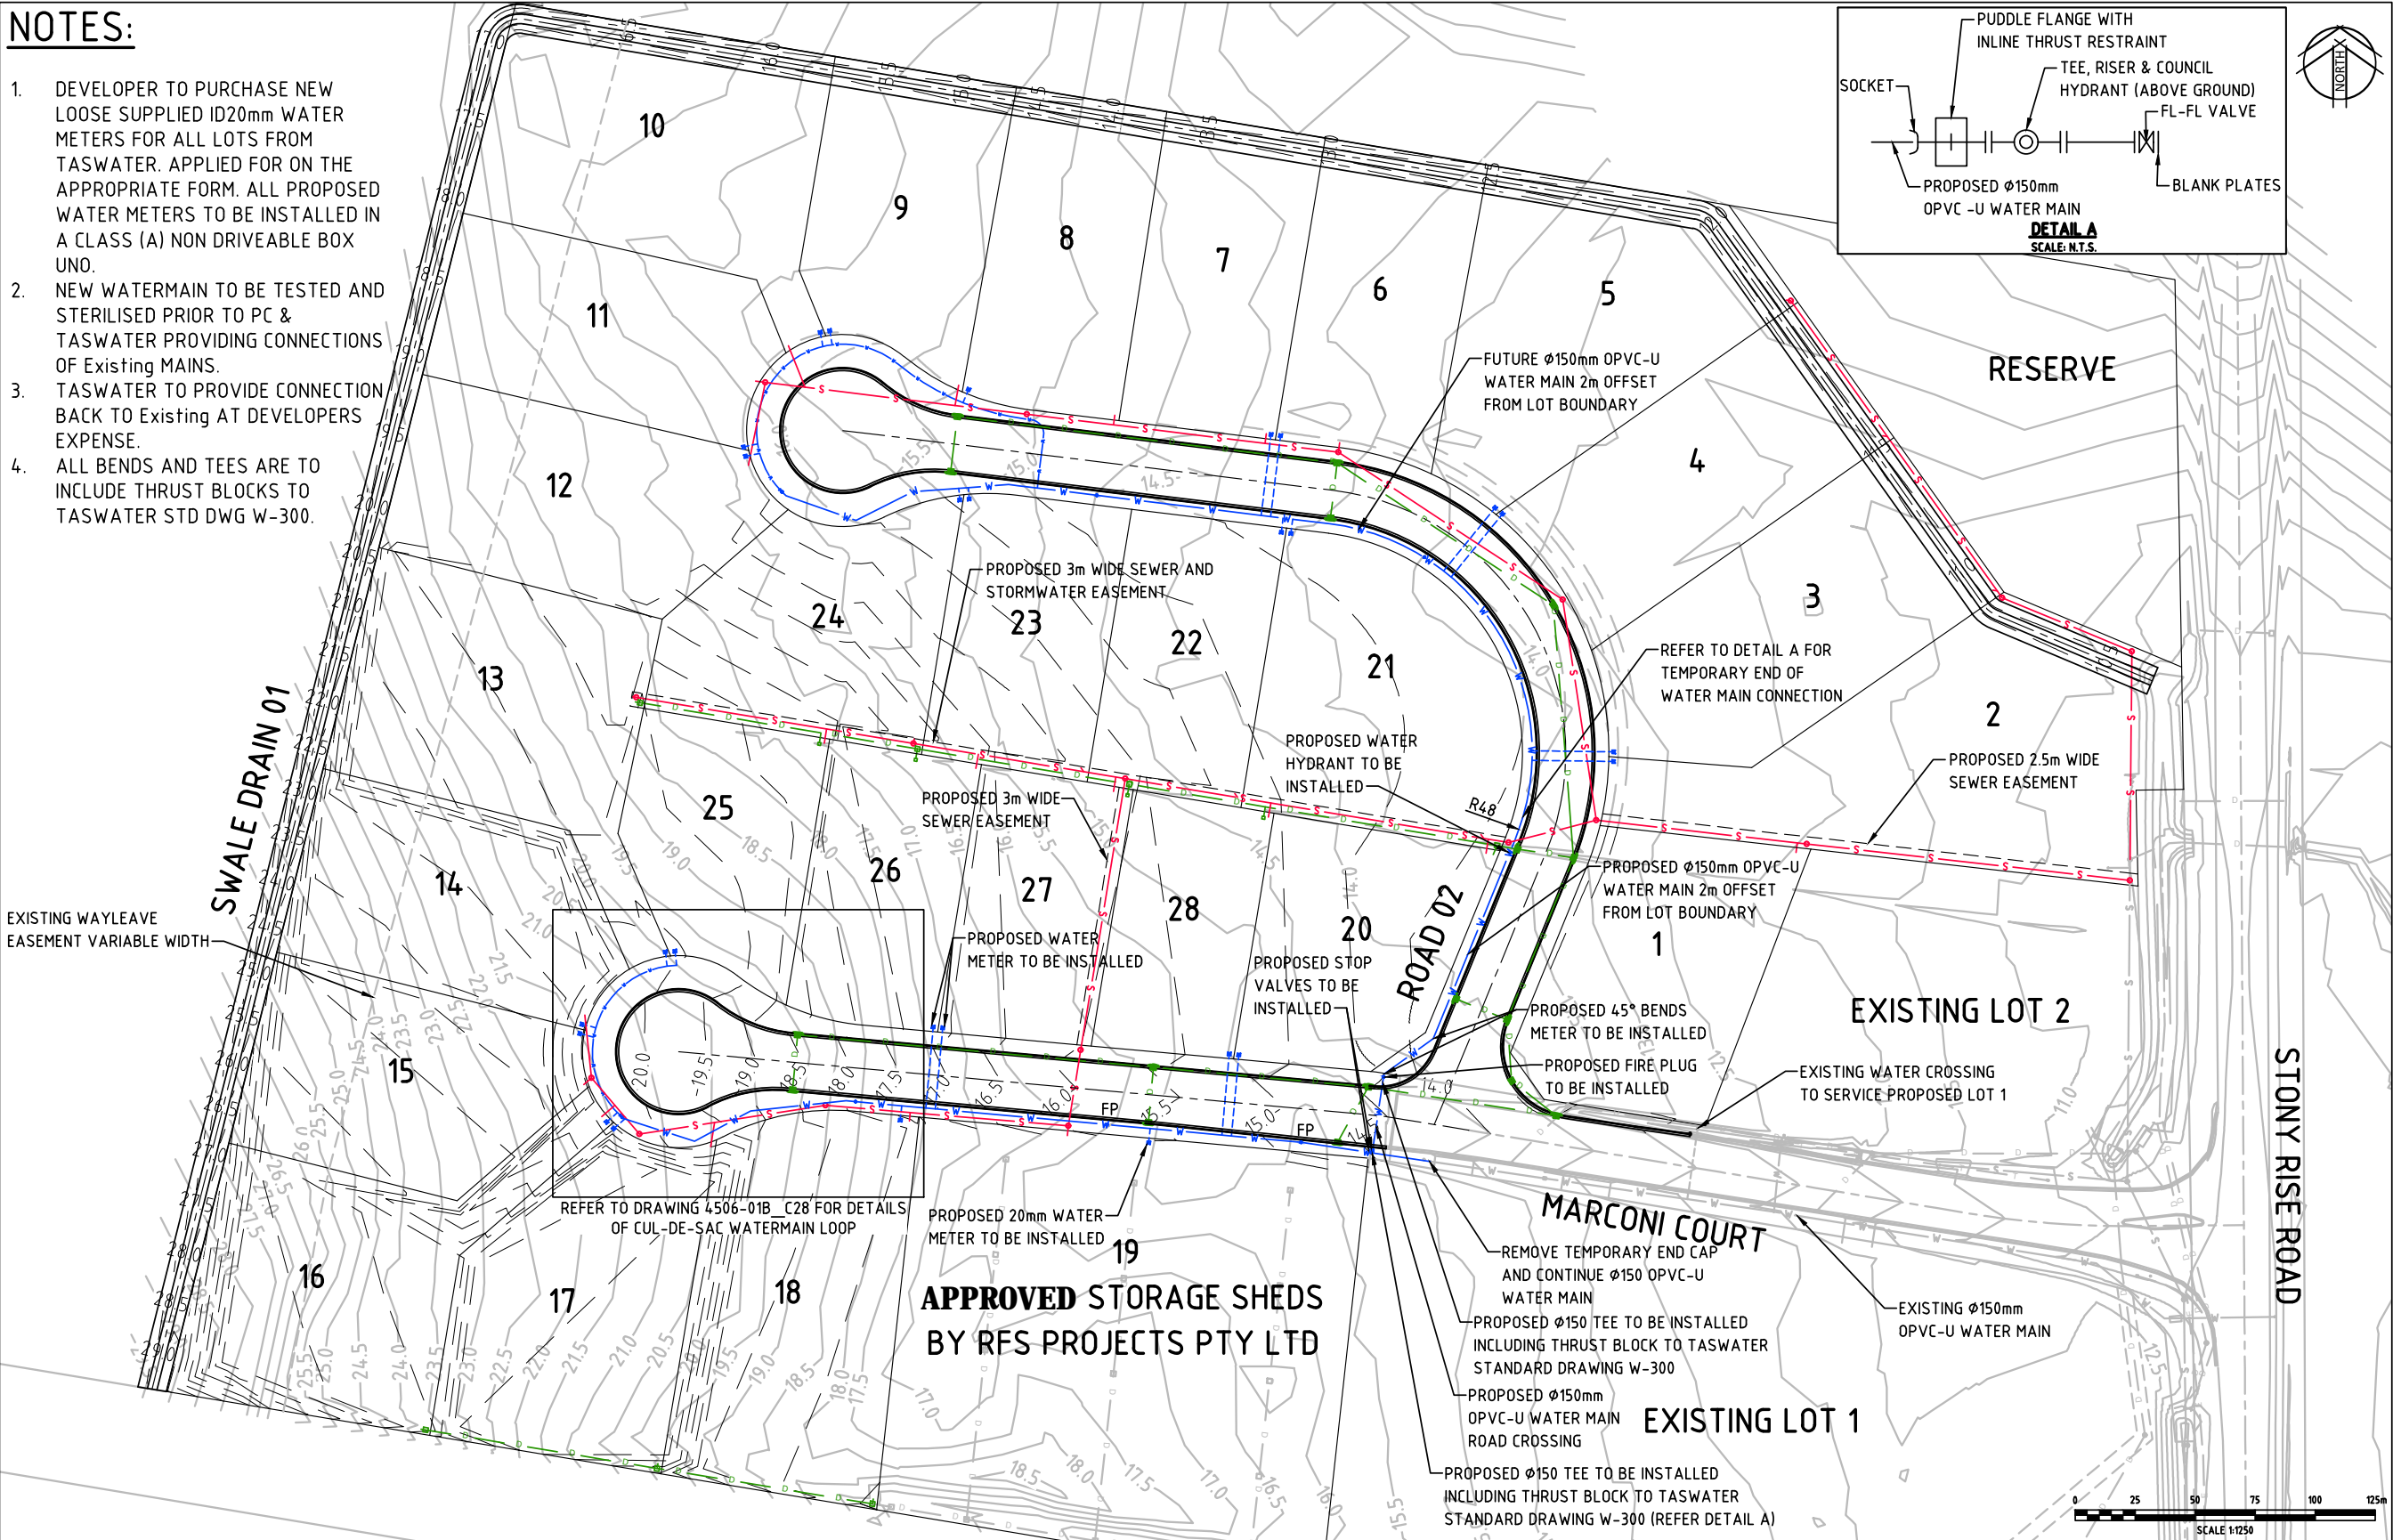 NOTES:
1. DEVELOPER TO PURCHASE NEW
LOOSE SUPPLIED ID20mm WATER
METERS FOR ALL LOTS FROM
TASWATER. APPLIED FOR ON THE
APPROPRIATE FORM. ALL PROPOSED
WATER METERS TO BE INSTALLED IN
A CLASS (A) NON DRIVEABLE BOX
UNO.
2. NEW WATERMAIN TO BE TESTED AND
STERILISED PRIOR TO PC &
TASWATER PROVIDING CONNECTIONS
OF Existing MAINS.
3. TASWATER TO PROVIDE CONNECTION
BACK TO Existing AT DEVELOPERS
EXPENSE.
4. ALL BENDS AND TEES ARE TO
INCLUDE THRUST BLOCKS TO
TASWATER STD DWG W-300.
PUDDLE FLANGE WITH
INLINE THRUST RESTRAINT
TEE, RISER & COUNCIL
HYDRANT (ABOVE GROUND)
SOCKET
FL-FL VALVE
BLANK PLATES
PROPOSED Ø150mm
OPVC -U WATER MAIN
DETAIL A
SCALE: N.T.S.
NORTH
10
9
8
7
6
5
11
12
4
3
RESERVE
FUTURE Ø150mm OPVC-U
WATER MAIN 2m OFFSET
FROM LOT BOUNDARY
PROPOSED 3m WIDE SEWER AND
STORMWATER EASEMENT
24
23
22
21
13
REFER TO DETAIL A FOR
TEMPORARY END OF
WATER MAIN CONNECTION
2
PROPOSED 2.5m WIDE
SEWER EASEMENT
PROPOSED WATER
HYDRANT TO BE
INSTALLED
R48
PROPOSED 3m WIDE
SEWER EASEMENT
SWALE DRAIN 01
25
26
27
28
20
14
PROPOSED Ø150mm OPVC-U
WATER MAIN 2m OFFSET
FROM LOT BOUNDARY
ROAD 02
1
EXISTING WAYLEAVE
EASEMENT VARIABLE WIDTH
PROPOSED WATER
METER TO BE INSTALLED
PROPOSED STOP
VALVES TO BE
INSTALLED
EXISTING LOT 2
PROPOSED 45° BENDS
METER TO BE INSTALLED
PROPOSED FIRE PLUG
TO BE INSTALLED
EXISTING WATER CROSSING
TO SERVICE PROPOSED LOT 1
15
FP
FP
STONY RISE ROAD
REFER TO DRAWING 4506-01B_C28 FOR DETAILS
OF CUL-DE-SAC WATERMAIN LOOP
PROPOSED 20mm WATER
METER TO BE INSTALLED
MARCONI COURT
16
17
18
19
APPROVED STORAGE SHEDS
BY RFS PROJECTS PTY LTD
REMOVE TEMPORARY END CAP
AND CONTINUE Ø150 OPVC-U
WATER MAIN
EXISTING Ø150mm
OPVC-U WATER MAIN
PROPOSED Ø150 TEE TO BE INSTALLED
INCLUDING THRUST BLOCK TO TASWATER
STANDARD DRAWING W-300
PROPOSED Ø150mm
OPVC-U WATER MAIN
ROAD CROSSING
EXISTING LOT 1
PROPOSED Ø150 TEE TO BE INSTALLED
INCLUDING THRUST BLOCK TO TASWATER
STANDARD DRAWING W-300 (REFER DETAIL A)
0 25 50 75 100 125m
SCALE 1:1250